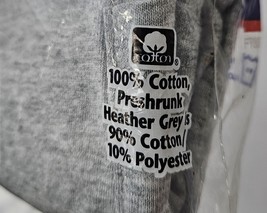 cotton
®
100% Cotton,
Preshrunk
Heather Grey is
90% Cotton/
10% Polyester